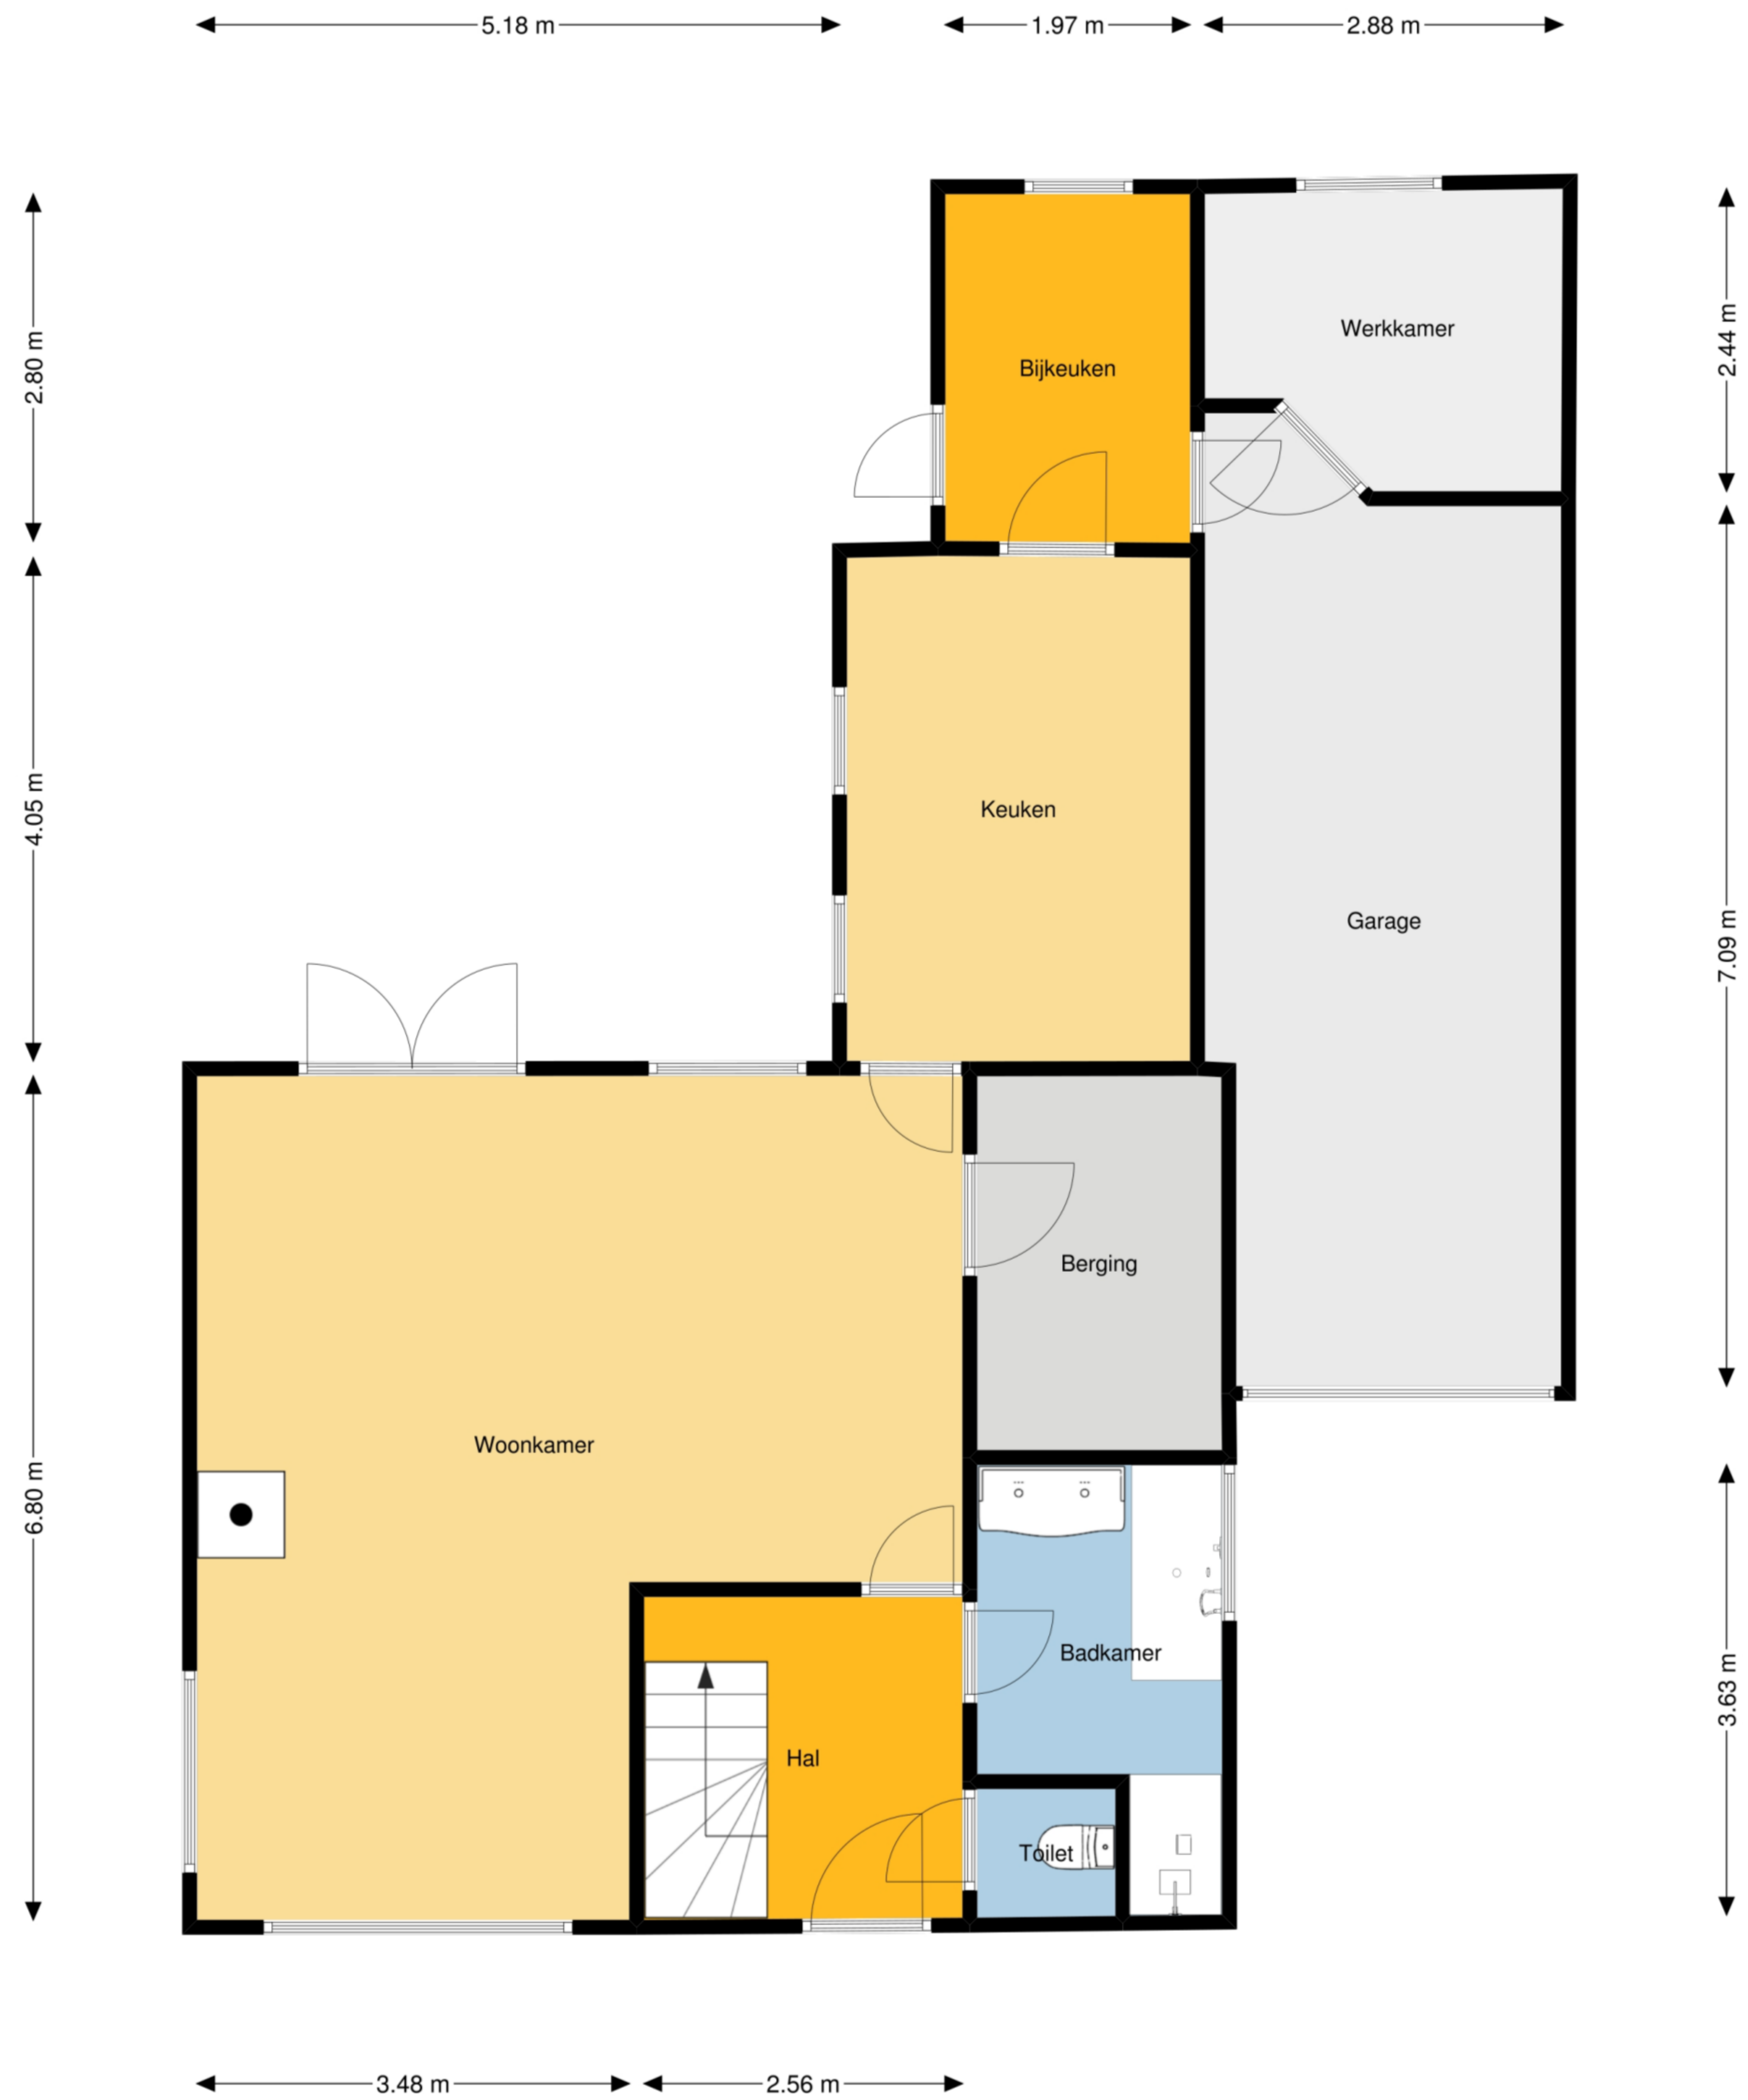 5.18 m
1.97 m
2.88 m
2.80 m
2.44 m
Werkkamer
Bijkeuken
4.05 m
Keuken
Garage
7.09 m
Berging
Woonkamer
6.80 m
Badkamer
3.63 m
Hal
Toilet
3.48 m
2.56 m